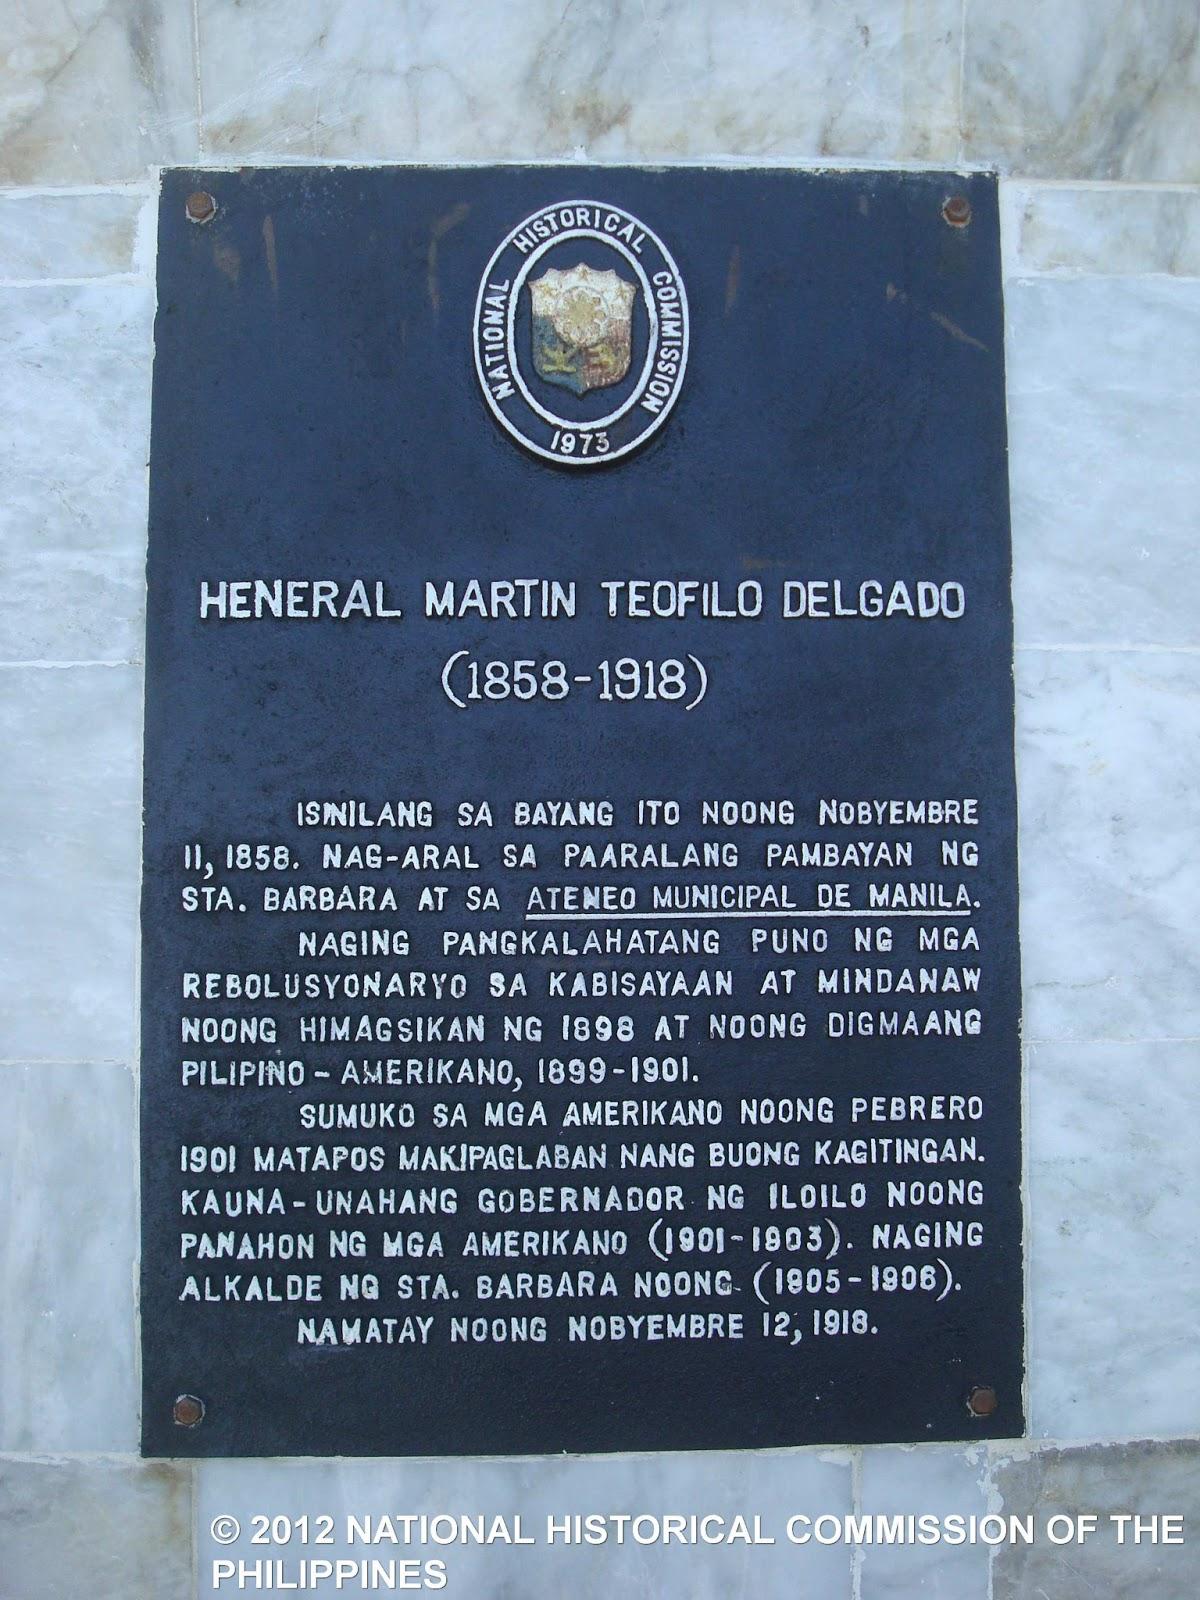 NATIONAL HISTORICAL COMMISSION
1973
HENERAL MARTIN TEOFILO DELGADO
(1858-1918)
ISINILANG SA BAYANG ITO NOONG NOBYEMBRE
11, 1858. NAG-ARAL SA PAARALANG PAMBAYAN NG
STA. BARBARA AT SA ATENEO MUNICIPAL DE MANILA.
NAGING PANGKALAHATANG PUNO NG MGA
REBOLUSYONARYO SA KABISAYAAN AT MINDANAW
NOONG HIMAGSIKAN NG 1898 AT NOONG DIGMAANG
PILIPINO - AMERIKANO, 1899-1901.
SUMUKO SA MGA AMERIKANO NOONG PEBRERO
1901 MATAPOS MAKIPAGLABAN NANG BUONG KAGITINGAN.
KAUNA-UNAHANG GOBERNADOR NG ILOILO NOONG
PANAHON NG MGA AMERIKANO (1901-1903). NAGING
ALKALDE NG STA. BARBARA NOONG (1905-1906).
NAMATAY NOONG NOBYEMBRE 12, 1918.
© 2012 NATIONAL HISTORICAL COMMISSION OF THE
PHILIPPINES